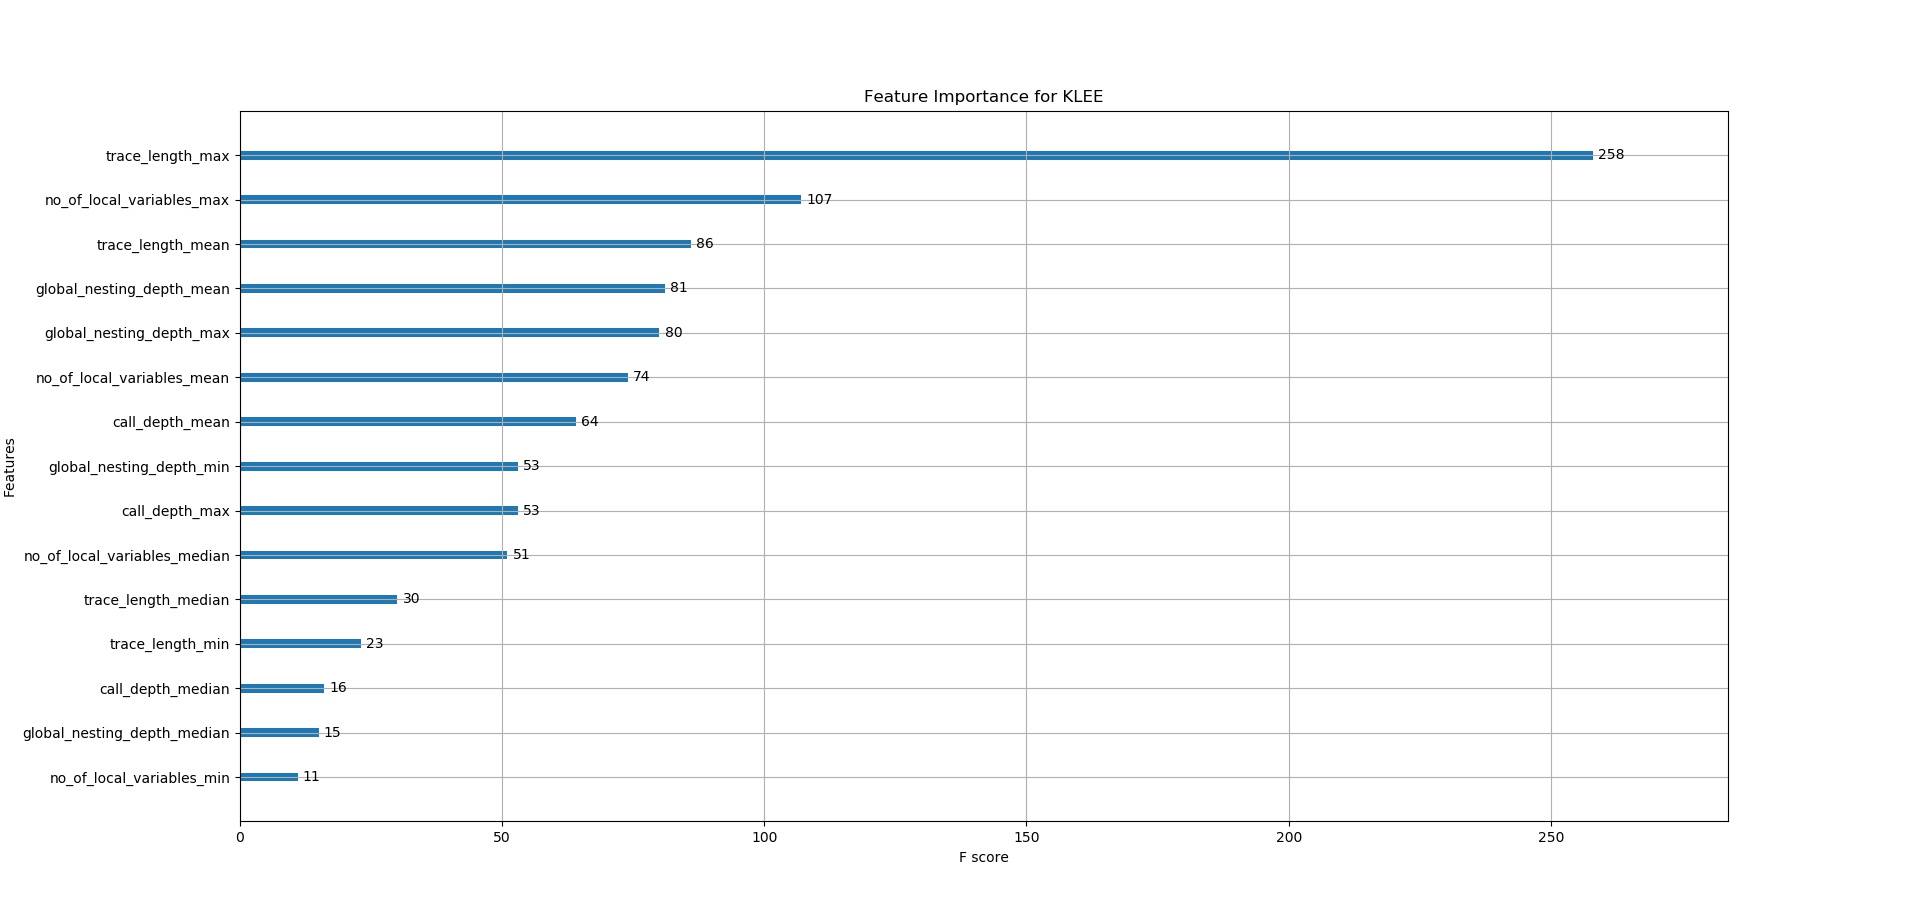 Feature Importance for KLEE
trace_length_max 258
no_of_local_variables_max 107
trace_length_mean 86
global_nesting_depth_mean 81
global_nesting_depth_max 80
no_of_local_variables_mean 74
call_depth_mean 64
global_nesting_depth_min 53
call_depth_max 53
no_of_local_variables_median 51
trace_length_median 30
trace_length_min 23
call_depth_median 16
global_nesting_depth_median 15
no_of_local_variables_min 11
Features
0 50 100 150 200 250
F score